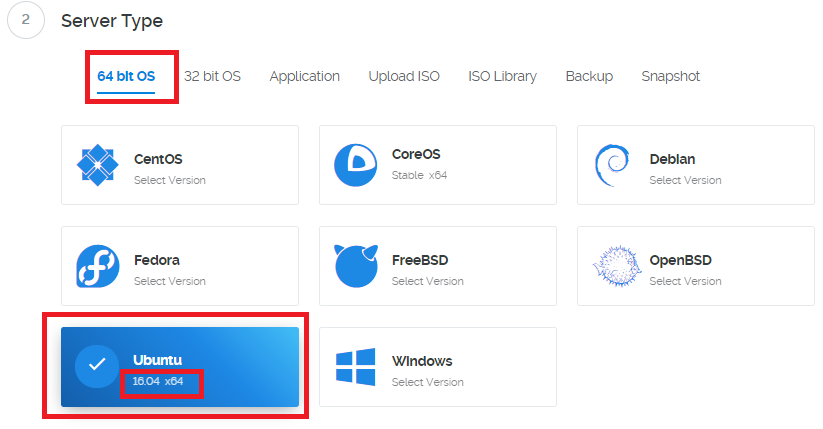 2
Server Type
64 bit OS
32 bit OS
Application
Upload ISO
ISO Library
Backup
Snapshot
CentOS
Select Version
CoreOS
Stable x64
Debian
Select Version
Fedora
Select Version
FreeBSD
Select Version
OpenBSD
Select Version
Ubuntu
16.04 x64
Windows
Select Version